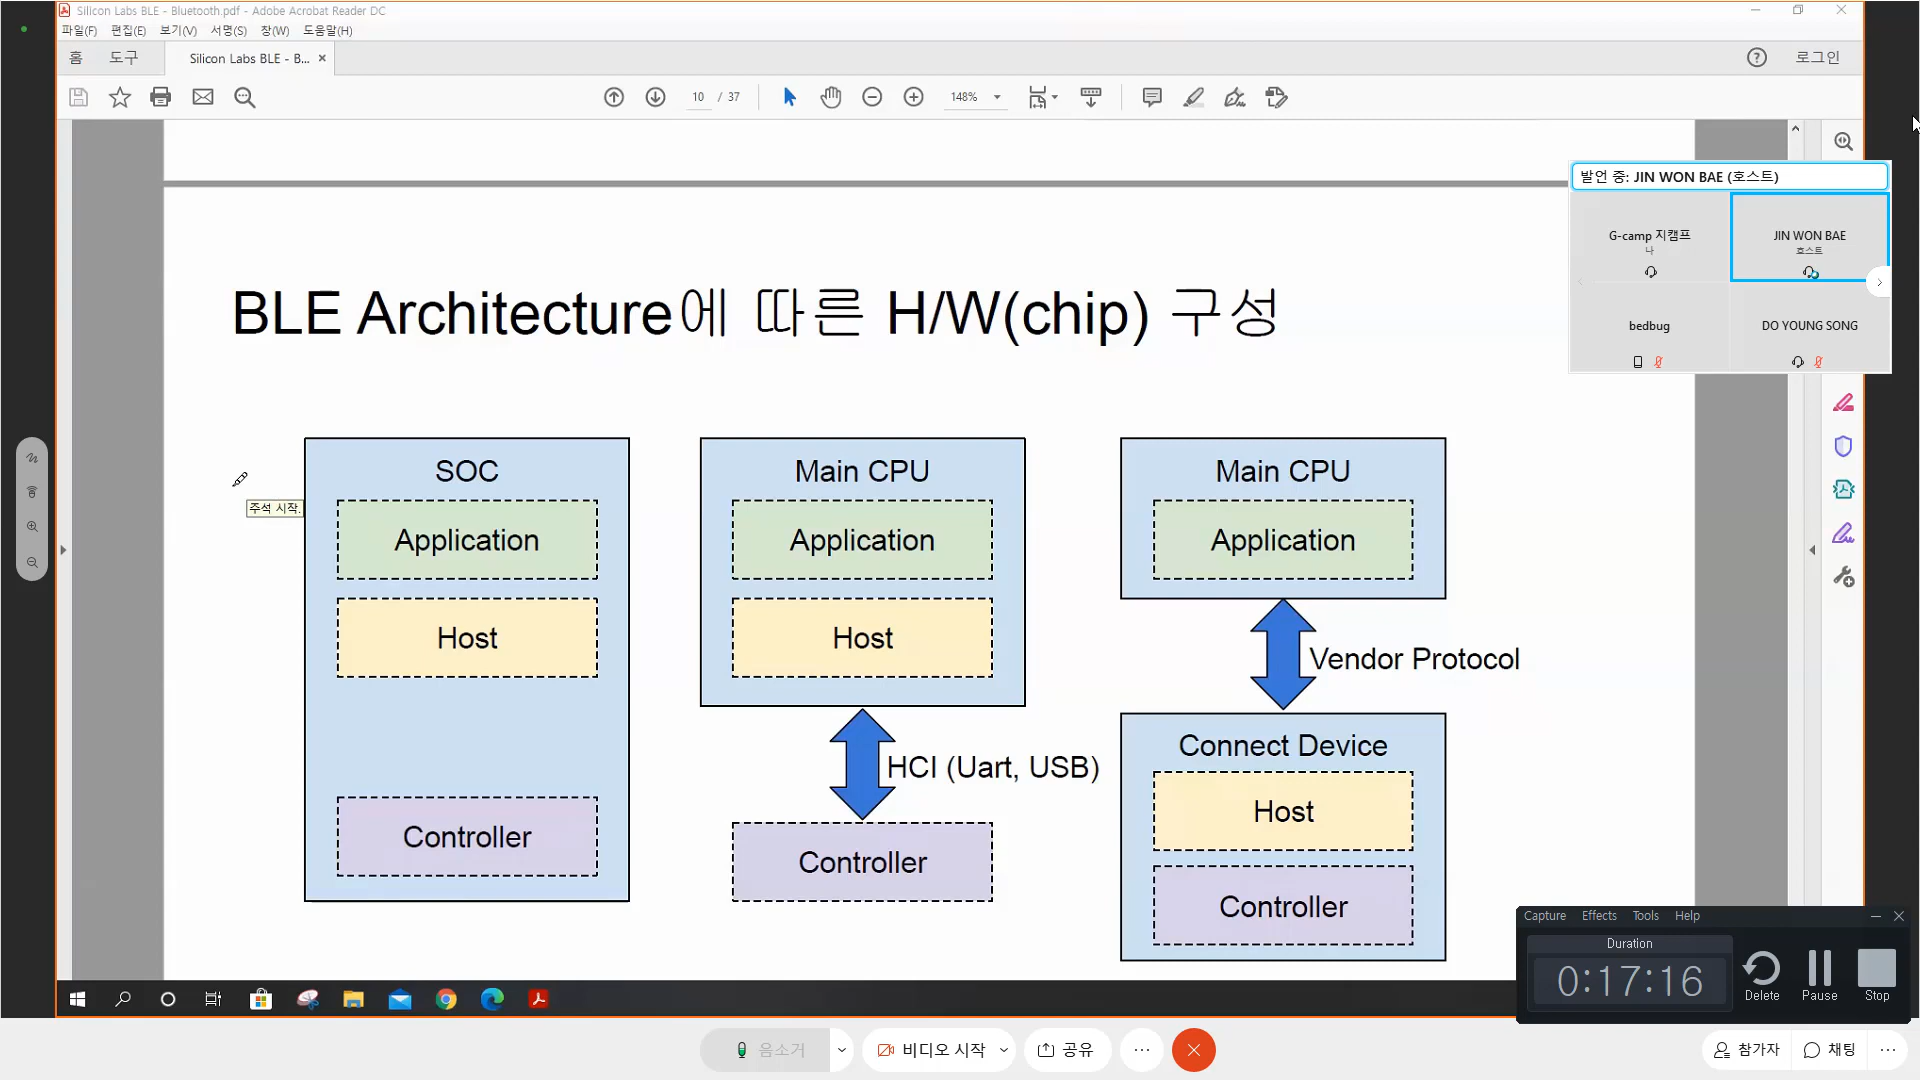 Silicon Labs BLE - Bluetooth.pdf - Adobe Acrobat Reader DC
파일(F) 편집(E) 보기(V) 서명(S) 창(W) 도움말(H)
홈 도구 Silicon Labs BLE - B... × 로그인
10 / 37 148%
발언 중: JIN WON BAE (호스트)
G-camp 지캠프
나
JIN WON BAE
호스트
bedbug
DO YOUNG SONG
BLE Architecture에 따른 H/W(chip) 구성
주석 시작.
SOC
Application
Host
Controller
Main CPU
Application
Host
HCI (Uart, USB)
Controller
Main CPU
Application
Vendor Protocol
Connect Device
Host
Controller
Capture Effects Tools Help
Duration
0:17:16
Delete Pause Stop
음소거 비디오 시작 공유 참가자 채팅